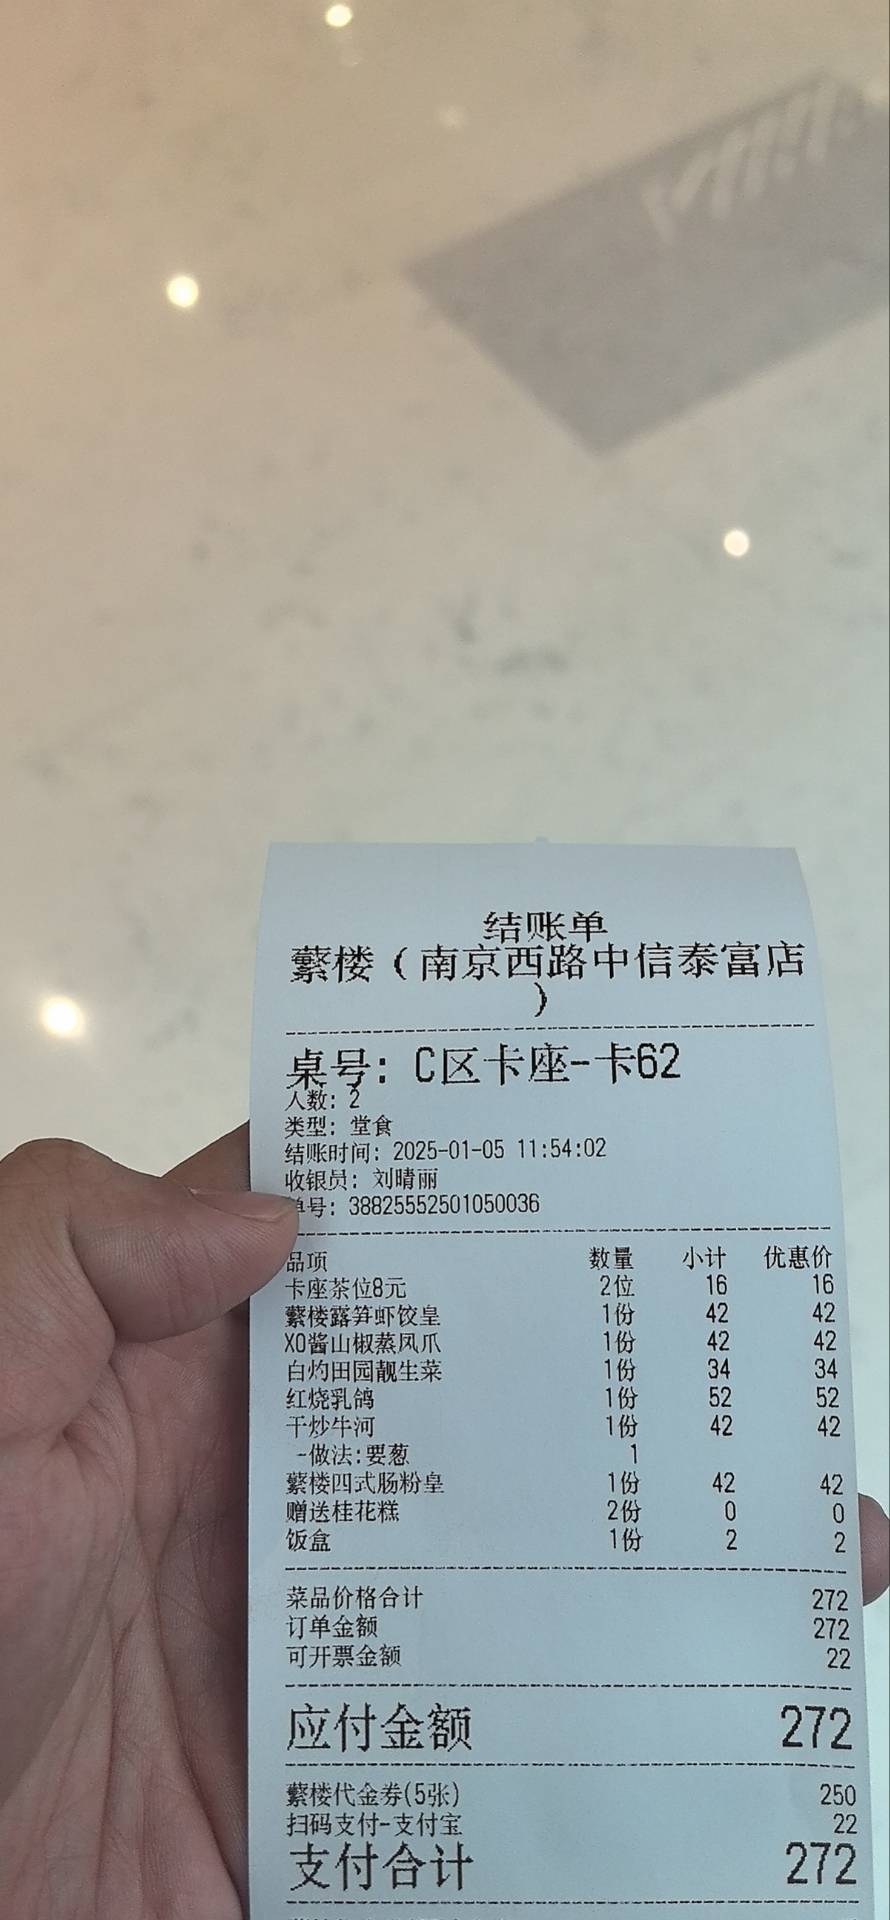 结账单
蘩楼（南京西路中信泰富店
）
桌号: C区卡座-卡62
人数: 2
类型: 堂食
结账时间: 2025-01-05 11:54:02
收银员: 刘晴丽
单号: 38825552501050036
品项 数量 小计 优惠价
卡座茶位8元 2位 16 16
蘩楼露笋虾饺皇 1份 42 42
XO酱山椒蒸凤爪 1份 42 42
白灼田园靓生菜 1份 34 34
红烧乳鸽 1份 52 52
干炒牛河 1份 42 42
-做法:要葱 1
蘩楼四式肠粉皇 1份 42 42
赠送桂花糕 2份 0 0
饭盒 1份 2 2
菜品价格合计 272
订单金额 272
可开票金额 22
应付金额 272
蘩楼代金券(5张) 250
扫码支付-支付宝 22
支付合计 272